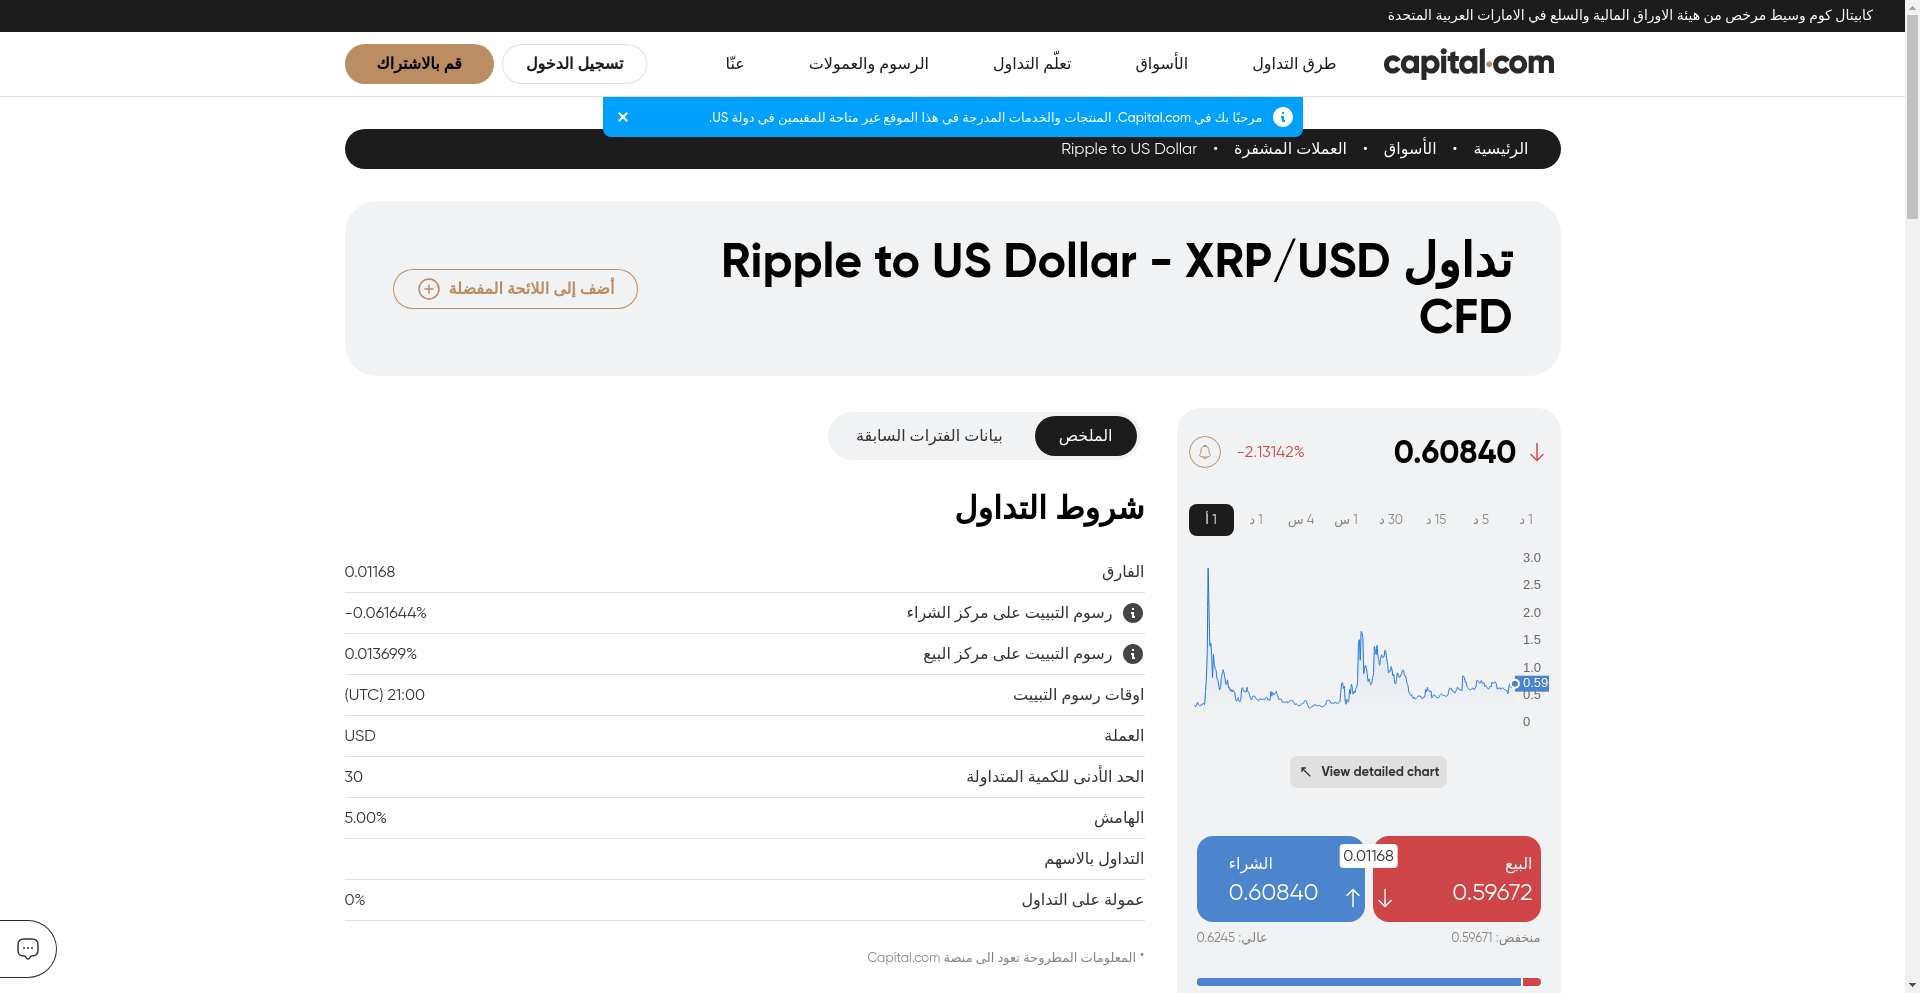 كابيتال كوم وسيط مرخص من هيئة الاوراق المالية والسلع في الامارات العربية المتحدة
capital.com
طرق التداول
الأسواق
تعلّم التداول
الرسوم والعمولات
عنّا
تسجيل الدخول
قم بالاشتراك
مرحبًا بك في Capital.com. المنتجات والخدمات المدرجة في هذا الموقع غير متاحة للمقيمين في دولة US.
الرئيسية • الأسواق • العملات المشفرة • Ripple to US Dollar
تداول Ripple to US Dollar - XRP/USD
CFD
أضف إلى اللائحة المفضلة
0.60840
-2.13142%
1 د
5 د
15 د
30 د
1 س
4 س
1 د
1 أ
3.0
2.5
2.0
1.5
1.0
0.59
0.5
0
View detailed chart
البيع
0.59672
0.01168
الشراء
0.60840
منخفض: 0.59671
عالي: 0.6245
الملخص
بيانات الفترات السابقة
شروط التداول
الفارق 0.01168
رسوم التبييت على مركز الشراء -0.061644%
رسوم التبييت على مركز البيع 0.013699%
اوقات رسوم التبييت 21:00 (UTC)
العملة USD
الحد الأدنى للكمية المتداولة 30
الهامش 5.00%
التداول بالاسهم
عمولة على التداول 0%
* المعلومات المطروحة تعود الى منصة Capital.com